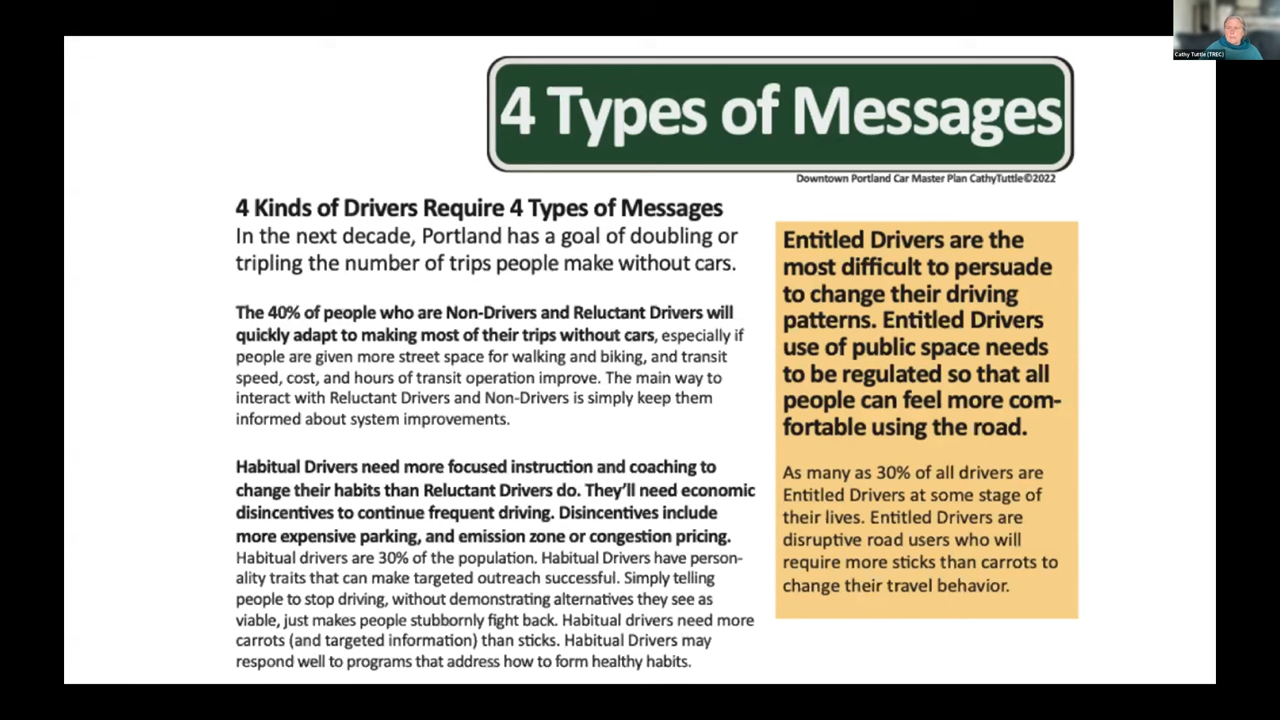 Cathy Tuttle (TREC)
4 Types of Messages
Downtown Portland Car Master Plan CathyTuttle©2022
4 Kinds of Drivers Require 4 Types of Messages
In the next decade, Portland has a goal of doubling or
tripling the number of trips people make without cars.
The 40% of people who are Non-Drivers and Reluctant Drivers will
quickly adapt to making most of their trips without cars, especially if
people are given more street space for walking and biking, and transit
speed, cost, and hours of transit operation improve. The main way to
interact with Reluctant Drivers and Non-Drivers is simply keep them
informed about system improvements.
Habitual Drivers need more focused instruction and coaching to
change their habits than Reluctant Drivers do. They'll need economic
disincentives to continue frequent driving. Disincentives include
more expensive parking, and emission zone or congestion pricing.
Habitual drivers are 30% of the population. Habitual Drivers have person-
ality traits that can make targeted outreach successful. Simply telling
people to stop driving, without demonstrating alternatives they see as
viable, just makes people stubbornly fight back. Habitual drivers need more
carrots (and targeted information) than sticks. Habitual Drivers may
respond well to programs that address how to form healthy habits.
Entitled Drivers are the
most difficult to persuade
to change their driving
patterns. Entitled Drivers
use of public space needs
to be regulated so that all
people can feel more com-
fortable using the road.
As many as 30% of all drivers are
Entitled Drivers at some stage of
their lives. Entitled Drivers are
disruptive road users who will
require more sticks than carrots to
change their travel behavior.